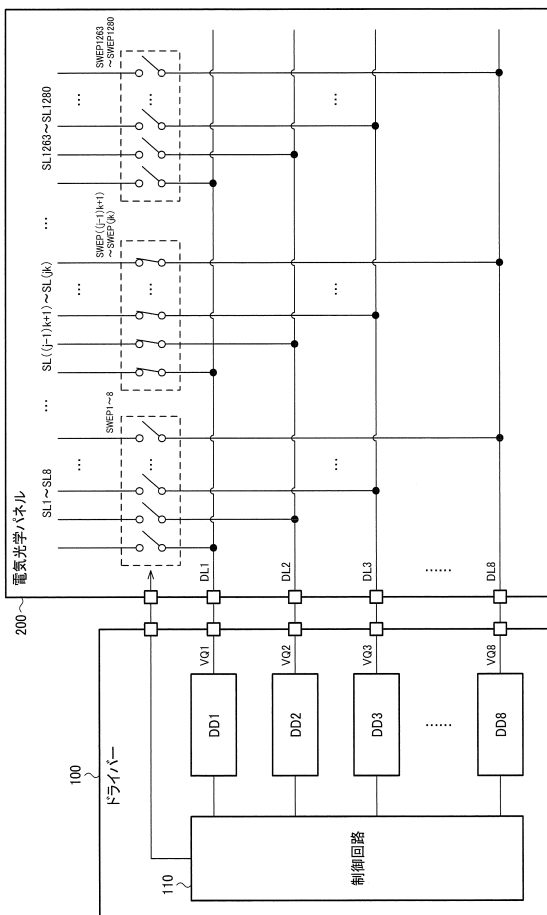 100
ドライバー
110
制御回路
DD1
DD2
DD3
……
DD8
VQ1
VQ2
VQ3
VQ8
200
電気光学パネル
DL1
DL2
DL3
……
DL8
SL1～SL8
…
SL((j-1)k+1)～SL(jk)
…
SL1263～SL1280
…
…
…
SWEP1～8
SWEP((j-1)k+1)
～SWEP(jk)
SWEP1263
～SWEP1280
…
…
…
…
…
…